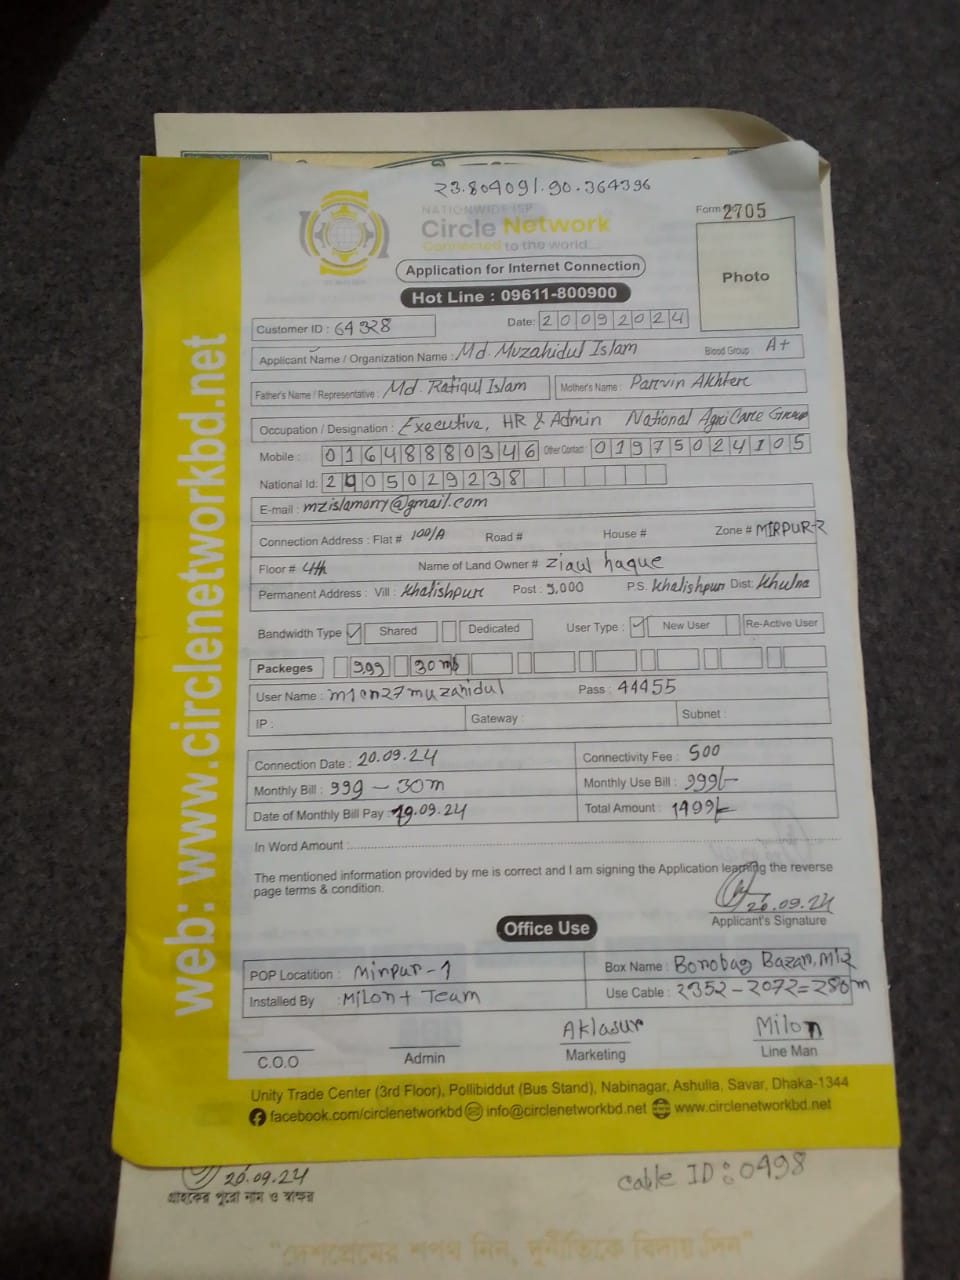 23.804091.90.364396
NATIONWIDE ISP
Circle Network
Connected to the world...
Form 2705
Photo
Application for Internet Connection
Hot Line : 09611-800900
Customer ID : 64328
Date: 20092024
Applicant Name / Organization Name : Md. Muzahidul Islam Blood Group : A+
Father's Name / Representative : Md. Rafiqul Islam Mother's Name : Parvin Akhter
Occupation / Designation : Executive, HR & Admin National AgriCare Group
Mobile : 01648880346 Other Contact : 01975024105
National Id: 2 05029238
E-mail : mzislamony@gmail.com
Connection Address : Flat # 100/A Road # House # Zone # MIRPUR-2
Floor # 4th Name of Land Owner # Ziaul haque
Permanent Address : Vill : Khalishpur Post : 9,000 P.S. Khalishpur Dist: Khulna
Bandwidth Type ✓ Shared Dedicated User Type : ✓ New User Re-Active User
Packeges 999 30mb
User Name : m1cn27muzahidul Pass : 44455
IP : Gateway : Subnet :
Connection Date : 20.09.24 Connectivity Fee : 500
Monthly Bill : 999 – 30m Monthly Use Bill : 999/-
Date of Monthly Bill Pay : 19.09.24 Total Amount : 1499/-
In Word Amount :
The mentioned information provided by me is correct and I am signing the Application learning the reverse
page terms & condition.
20.09.24
Applicant's Signature
Office Use
POP Locatition : Mirpur-1 Box Name : Borobag Bazar, Mir
Installed By : Milon + Team Use Cable : 2352 – 2072 = 280m
Aklasur Milon
C.O.O Admin Marketing Line Man
Unity Trade Center (3rd Floor), Pollibiddut (Bus Stand), Nabinagar, Ashulia, Savar, Dhaka-1344
facebook.com/circlenetworkbd info@circlenetworkbd.net www.circlenetworkbd.net
web: www.circlenetworkbd.net
20.09.24
গ্রাহকের পুরো নাম ও স্বাক্ষর
cable ID: 0498
"দেশপ্রেমের শপথ নিন, দুর্নীতিকে বিদায় দিন"